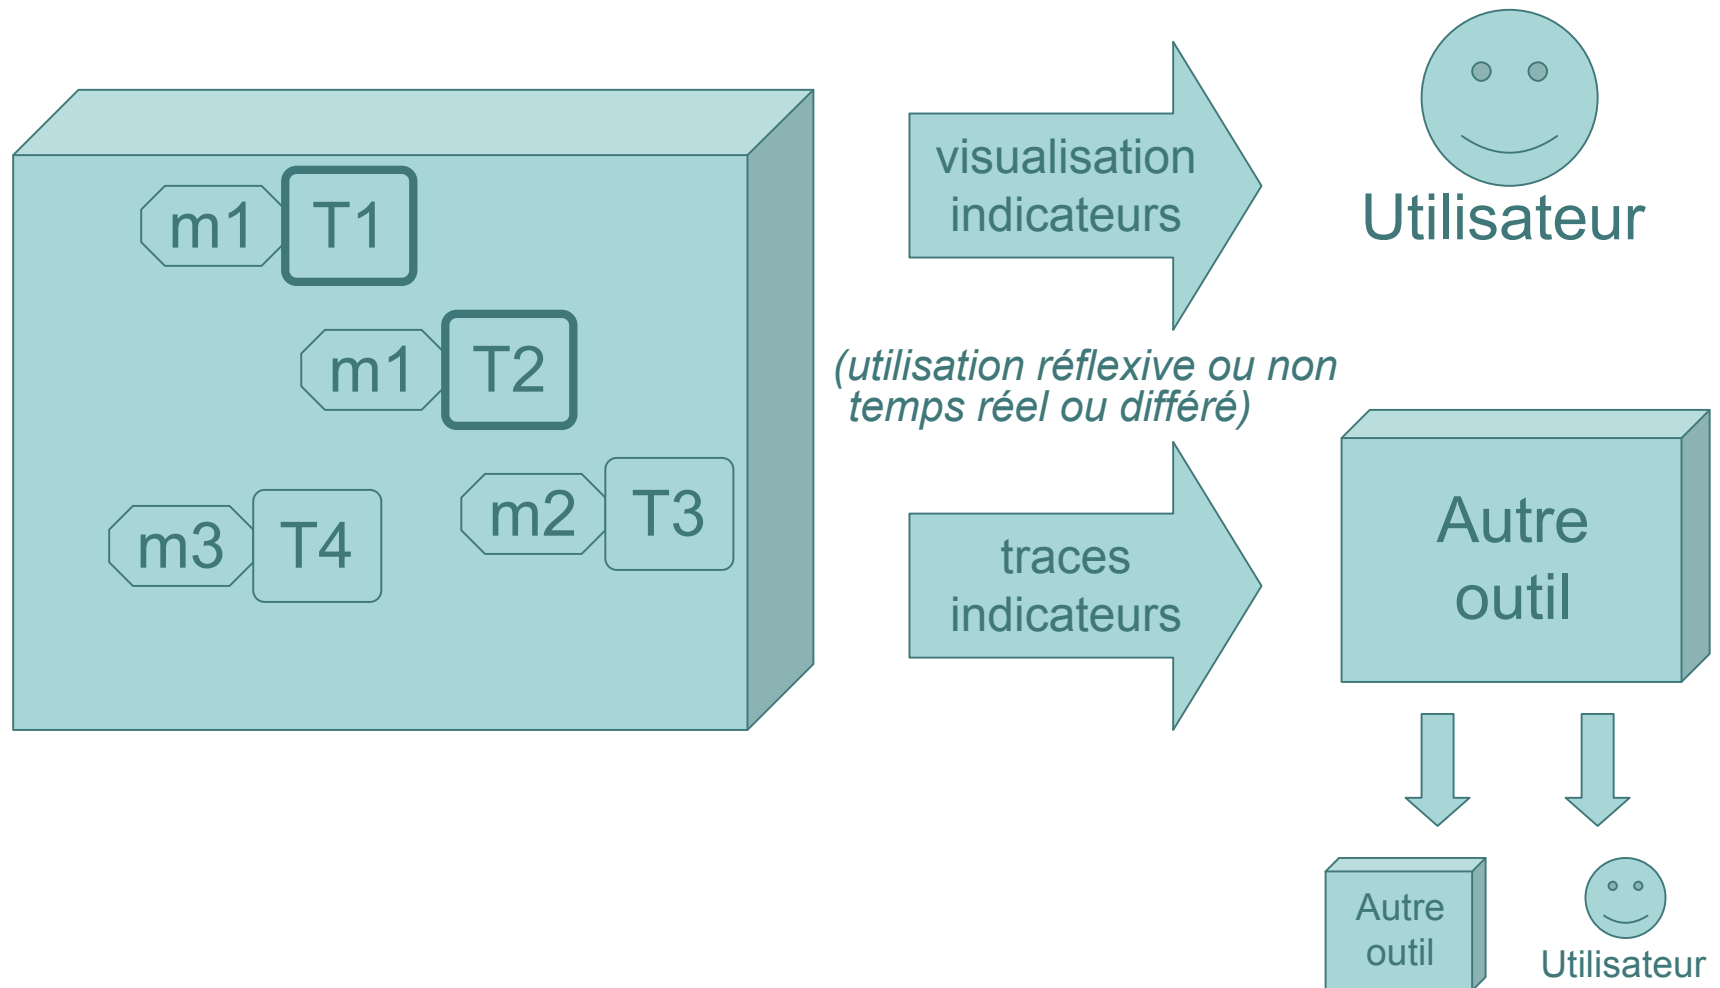 m1 T1
m1 T2
m2 T3
m3 T4
visualisation
indicateurs
Utilisateur
(utilisation réflexive ou non
temps réel ou différé)
traces
indicateurs
Autre
outil
Autre
outil
Utilisateur